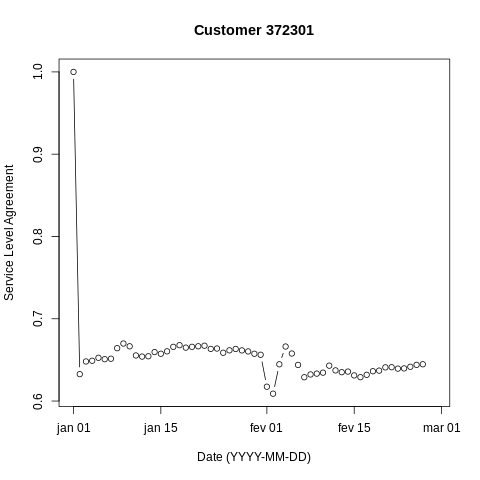 Customer 372301
Service Level Agreement
1.0
0.9
0.8
0.7
0.6
jan 01 jan 15 fev 01 fev 15 mar 01
Date (YYYY-MM-DD)